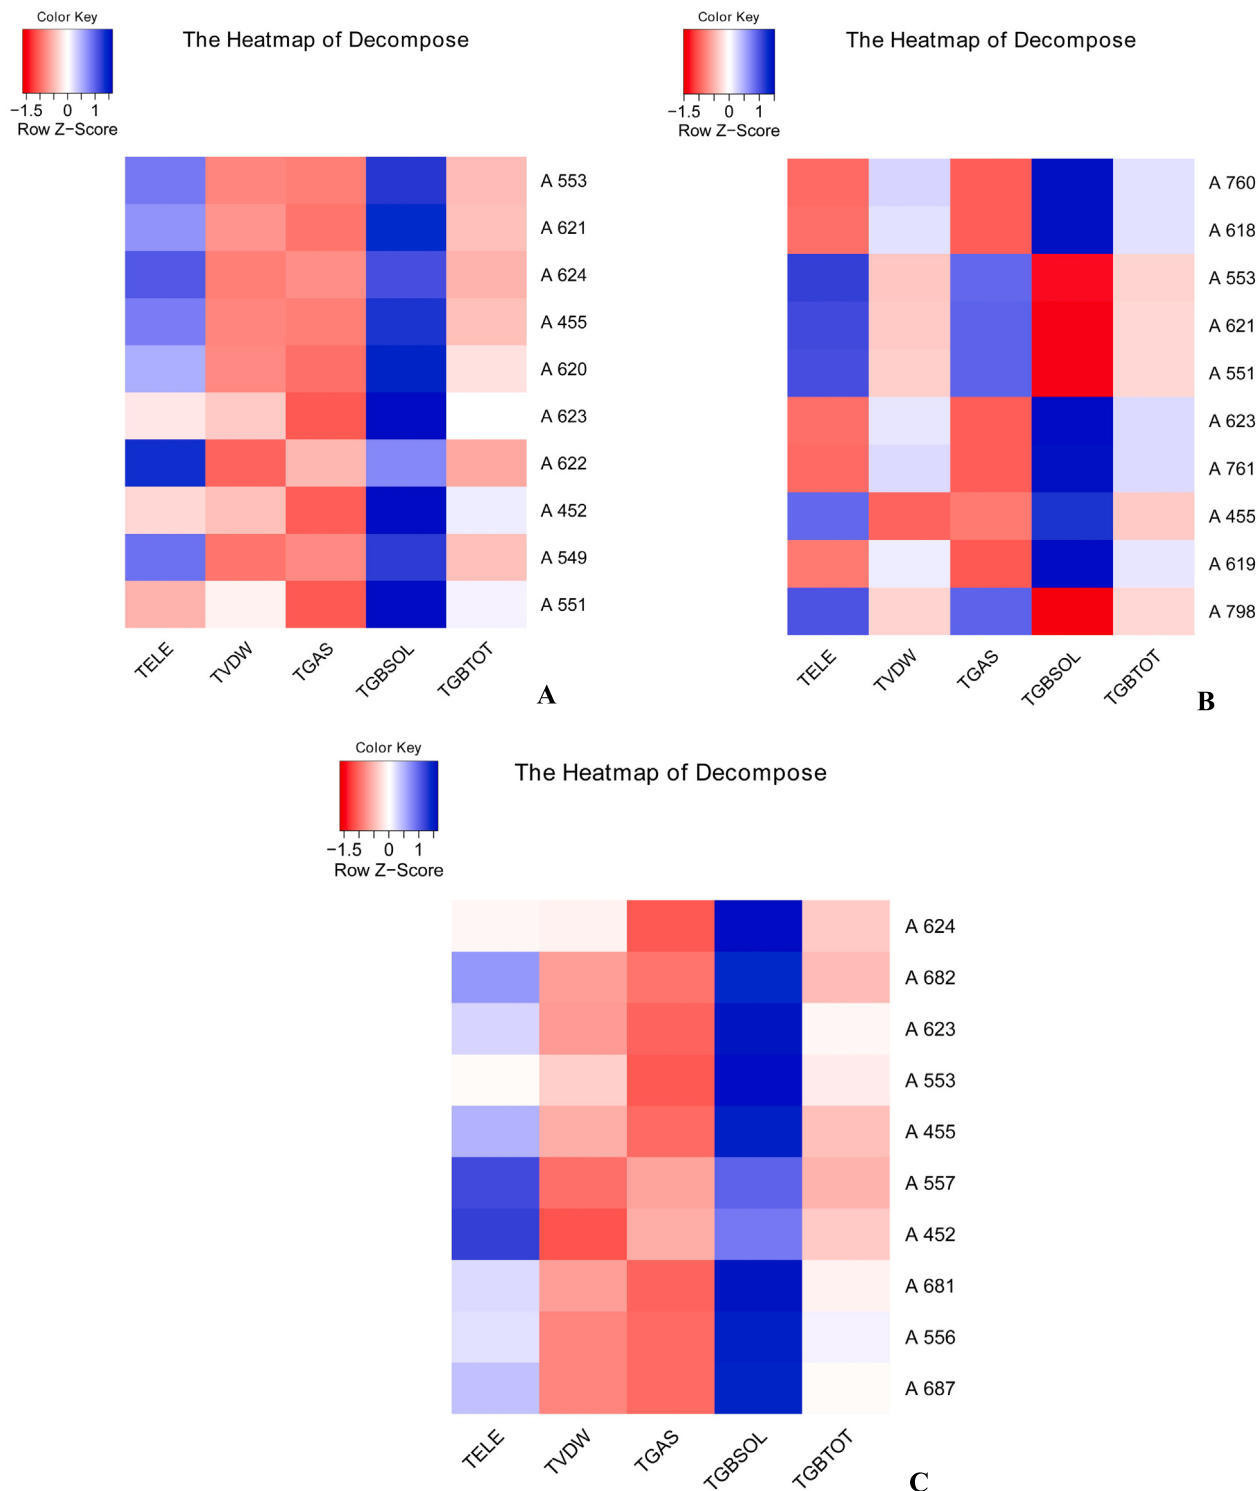 Color Key
The Heatmap of Decompose
−1.5 0 1
Row Z−Score
A 553
A 621
A 624
A 455
A 620
A 623
A 622
A 452
A 549
A 551
TELE
TVDW
TGAS
TGBSOL
TGBTOT
A
Color Key
The Heatmap of Decompose
−1.5 0 1
Row Z−Score
A 760
A 618
A 553
A 621
A 551
A 623
A 761
A 455
A 619
A 798
TELE
TVDW
TGAS
TGBSOL
TGBTOT
B
Color Key
The Heatmap of Decompose
−1.5 0 1
Row Z−Score
A 624
A 682
A 623
A 553
A 455
A 557
A 452
A 681
A 556
A 687
TELE
TVDW
TGAS
TGBSOL
TGBTOT
C